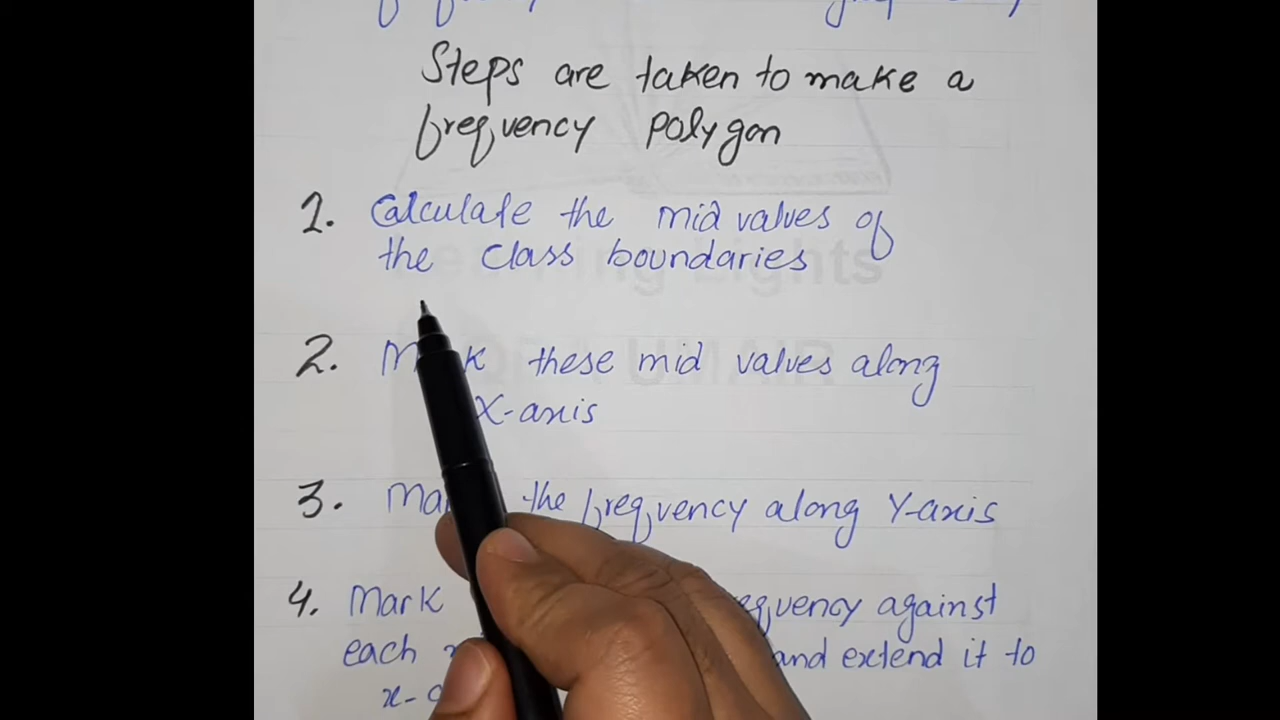 Steps are taken to make a
frequency polygon
1. Calculate the mid values of
the class boundaries
2. these mid values along
X-axis
3. the frequency along Y-axis
4. Mark against
each and extend it to